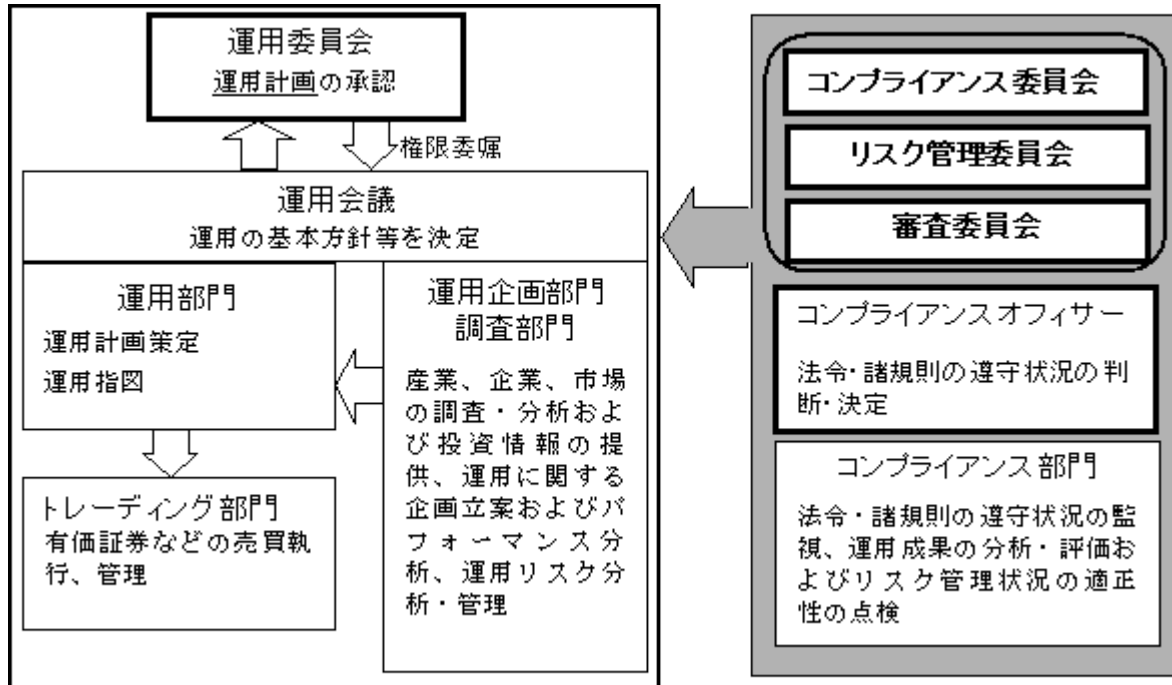 運用委員会
運用計画の承認
権限委嘱
運用会議
運用の基本方針等を決定
運用部門
運用計画策定
運用指図
運用企画部門
調査部門
産業、企業、市場
の調査・分析およ
び投資情報の提
供、運用に関する
企画立案およびパ
フォーマンス分
析、運用リスク分
析・管理
トレーディング部門
有価証券などの売買執
行、管理
コンプライアンス委員会
リスク管理委員会
審査委員会
コンプライアンスオフィサー
法令・諸規則の遵守状況の判
断・決定
コンプライアンス部門
法令・諸規則の遵守状況の監
視、運用成果の分析・評価お
よびリスク管理状況の適正
性の点検